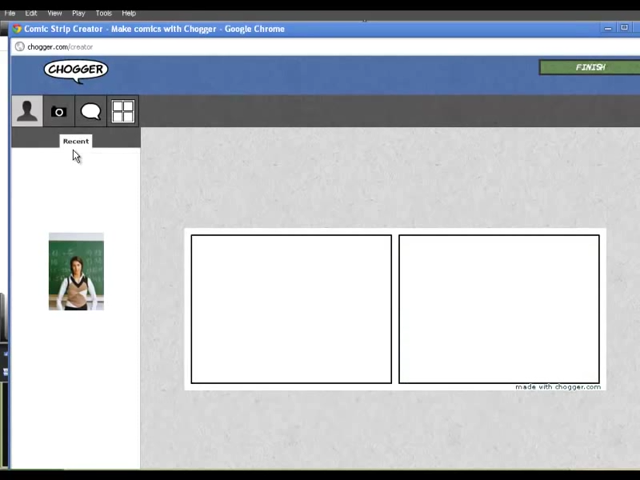 File Edit View Play Tools Help
Comic Strip Creator - Make comics with Chogger - Google Chrome
chogger.com/creator
CHOGGER
FINISH
Recent
made with chogger.com